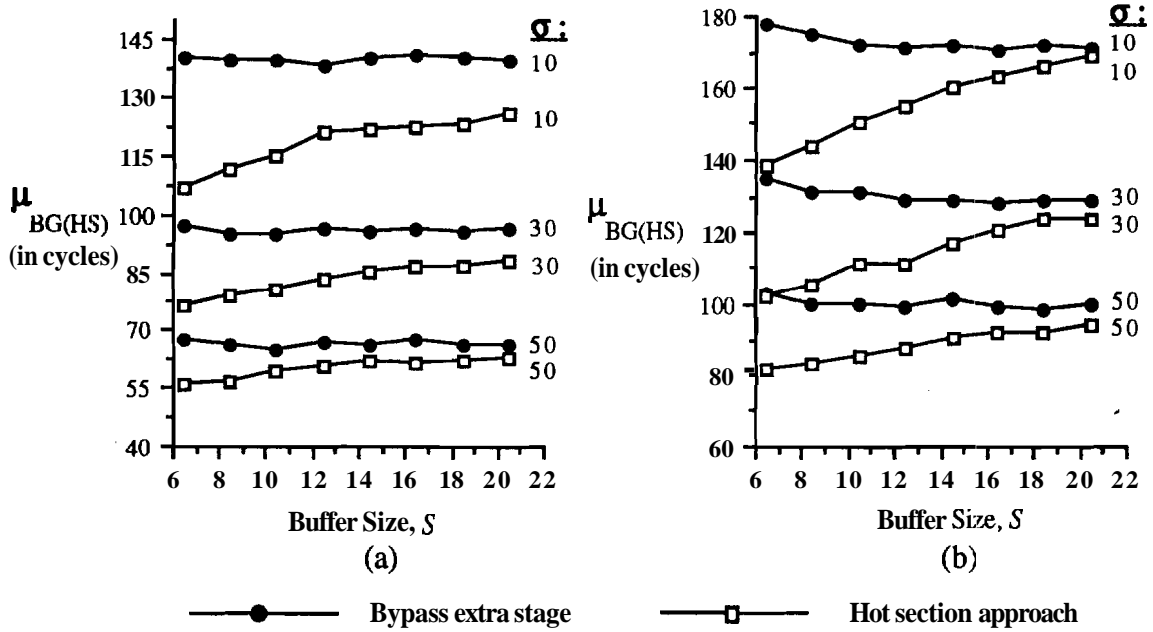 σ:
145
10
130
10
115
μ BG(HS)
(in cycles)
100
30
85
30
70
50
55
50
40
6 8 10 12 14 16 18 20 22
Buffer Size, S
(a)
σ:
180
10
10
160
140
30
μ BG(HS)
(in cycles)
120
30
100
50
50
80
60
6 8 10 12 14 16 18 20 22
Buffer Size, S
(b)
Bypass extra stage
Hot section approach